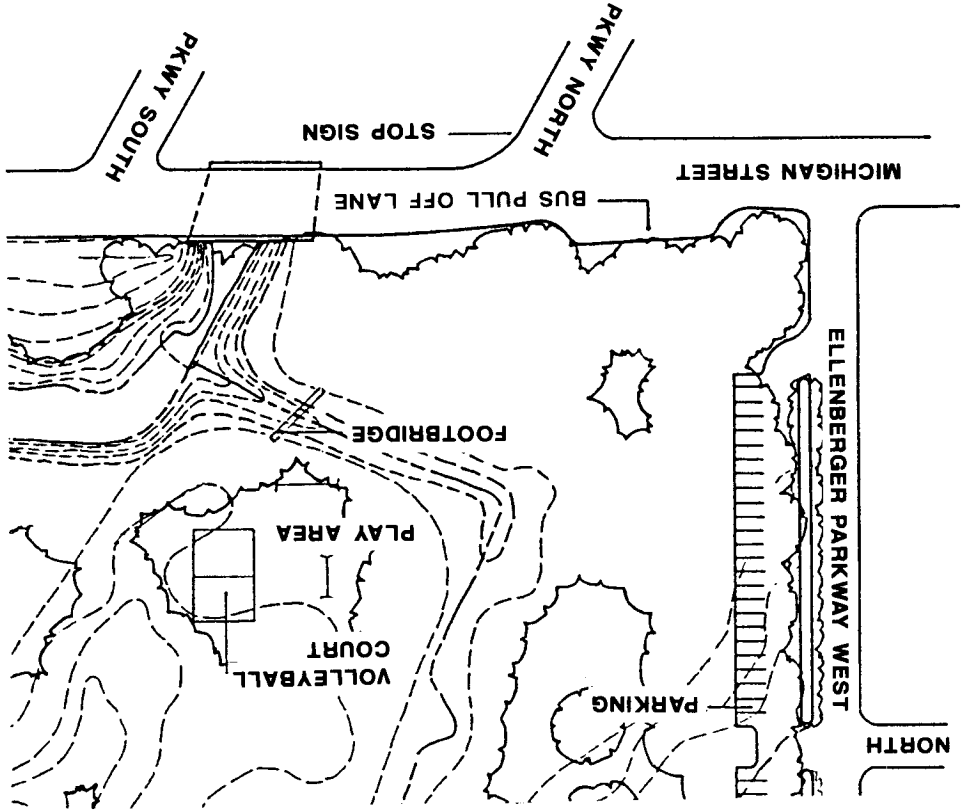 NORTH
PARKING
VOLLEYBALL
COURT
ELLENBERGER PARKWAY WEST
PLAY AREA
FOOTBRIDGE
BUS PULL OFF LANE
MICHIGAN STREET
STOP SIGN
PKWY NORTH
PKWY SOUTH